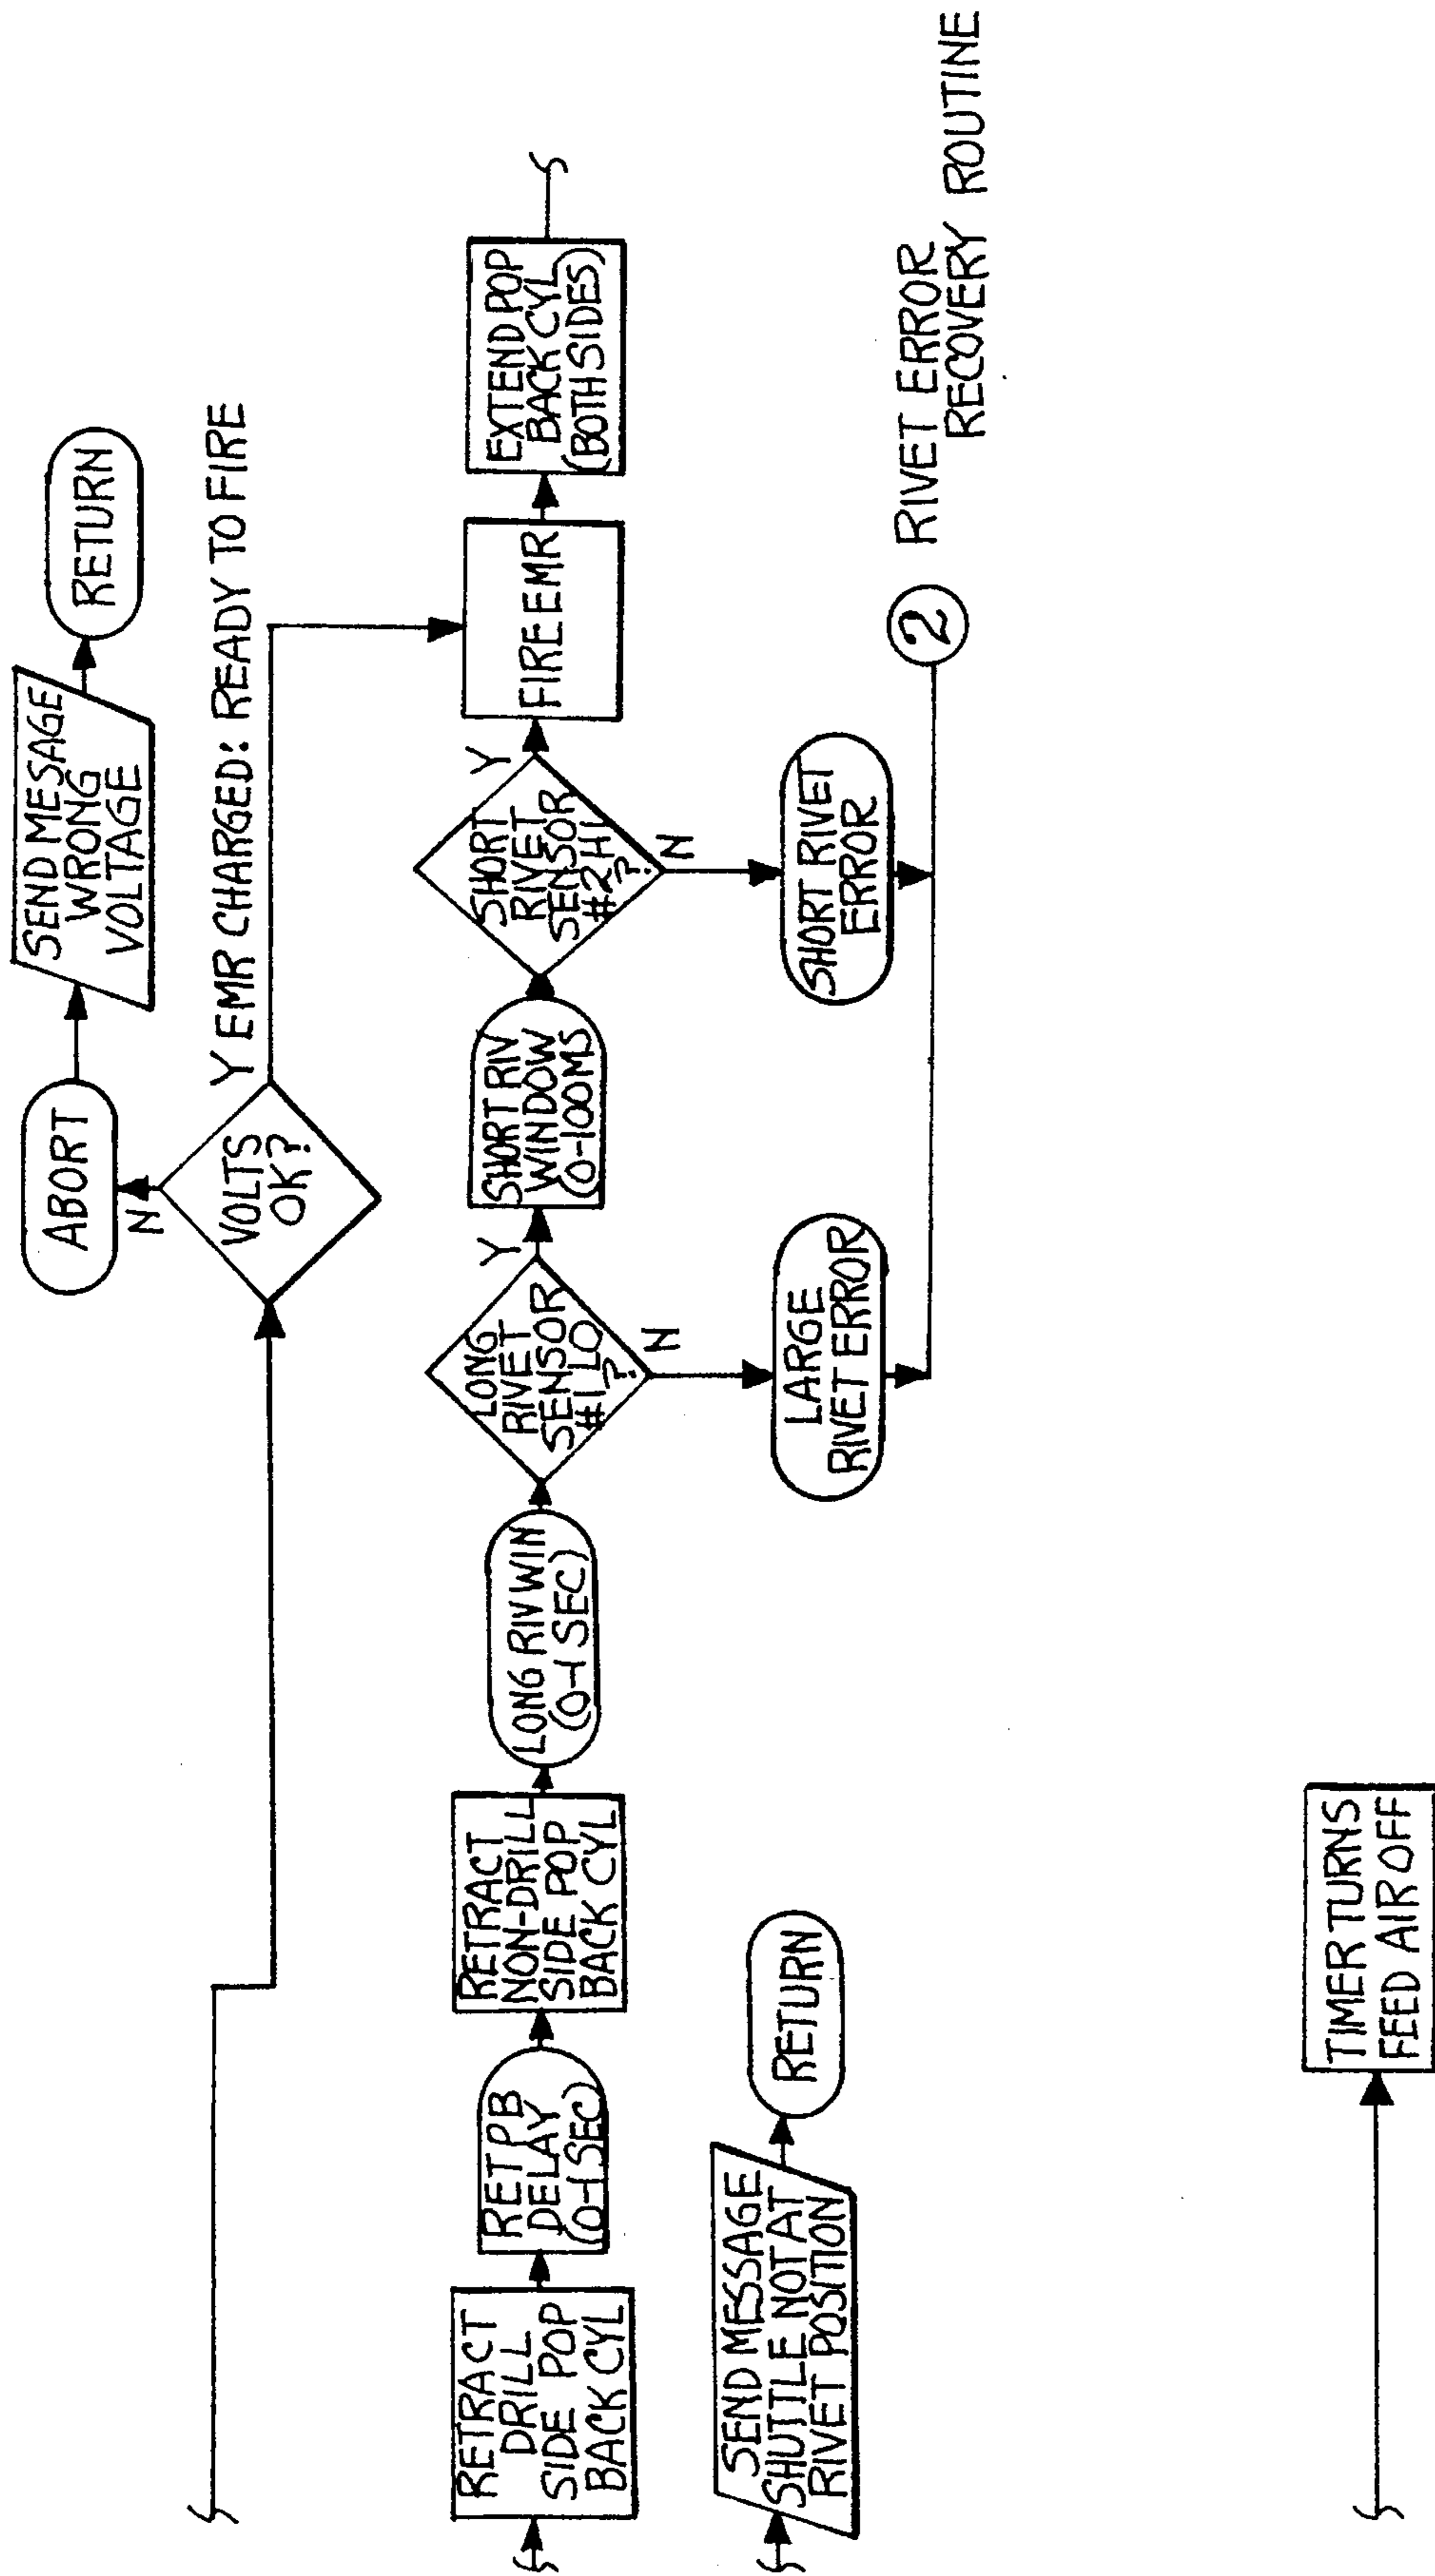 SEND MESSAGE
WRONG
VOLTAGE
RETURN
ABORT
N
VOLTS
OK?
Y EMR CHARGED: READY TO FIRE
RETRACT
DRILL
SIDE POP
BACK CYL
RET PB
DELAY
(0-1SEC)
RETRACT
NON-DRILL
SIDE POP
BACK CYL
LONG RIV WIN
(0-1 SEC)
LONG
RIVET
SENSOR
#1 LO
?
Y
N
SHORT RIV
WINDOW
(0-100MS
SHORT
RIVET
SENSOR
#2 HI
?
Y
N
FIRE EMR
EXTEND POP
BACK CYL
(BOTH SIDES)
SEND MESSAGE
SHUTTLE NOT AT
RIVET POSITION
RETURN
LARGE
RIVET ERROR
SHORT RIVET
ERROR
2
RIVET ERROR
RECOVERY ROUTINE
TIMER TURNS
FEED AIR OFF